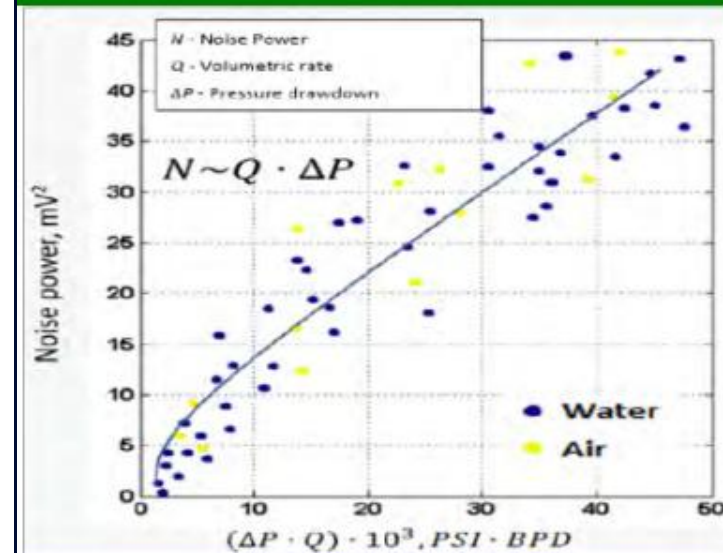 N - Noise Power
Q - Volumetric rate
ΔP - Pressure drawdown
N~Q · ΔP
Noise power, mV²
45
40
35
30
25
20
15
10
5
0
Water
Air
0 10 20 30 40 50
(ΔP · Q) · 10³, PSI · BPD